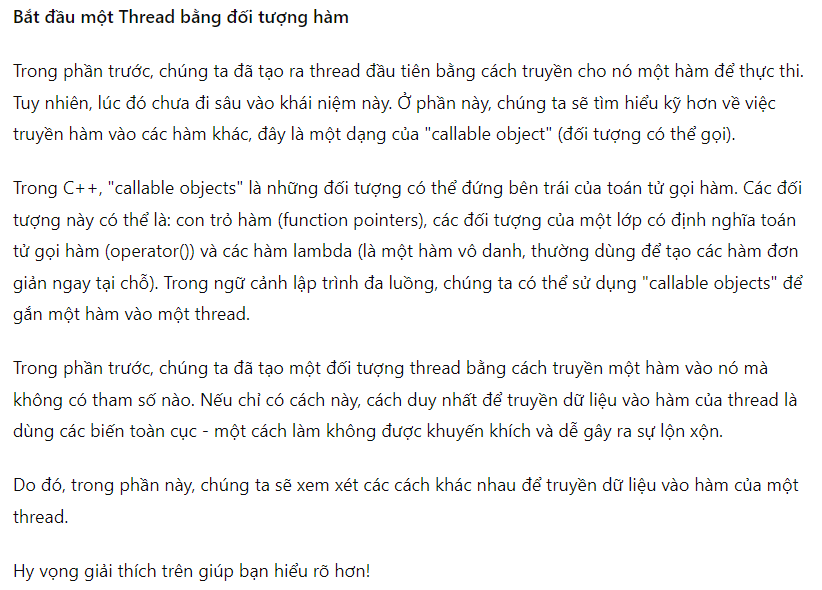 Bắt đầu một Thread bằng đối tượng hàm
Trong phần trước, chúng ta đã tạo ra thread đầu tiên bằng cách truyền cho nó một hàm để thực thi.
Tuy nhiên, lúc đó chưa đi sâu vào khái niệm này. Ở phần này, chúng ta sẽ tìm hiểu kỹ hơn về việc
truyền hàm vào các hàm khác, đây là một dạng của "callable object" (đối tượng có thể gọi).
Trong C++, "callable objects" là những đối tượng có thể đứng bên trái của toán tử gọi hàm. Các đối
tượng này có thể là: con trỏ hàm (function pointers), các đối tượng của một lớp có định nghĩa toán
tử gọi hàm (operator()) và các hàm lambda (là một hàm vô danh, thường dùng để tạo các hàm đơn
giản ngay tại chỗ). Trong ngữ cảnh lập trình đa luồng, chúng ta có thể sử dụng "callable objects" để
gắn một hàm vào một thread.
Trong phần trước, chúng ta đã tạo một đối tượng thread bằng cách truyền một hàm vào nó mà
không có tham số nào. Nếu chỉ có cách này, cách duy nhất để truyền dữ liệu vào hàm của thread là
dùng các biến toàn cục - một cách làm không được khuyến khích và dễ gây ra sự lộn xộn.
Do đó, trong phần này, chúng ta sẽ xem xét các cách khác nhau để truyền dữ liệu vào hàm của một
thread.
Hy vọng giải thích trên giúp bạn hiểu rõ hơn!